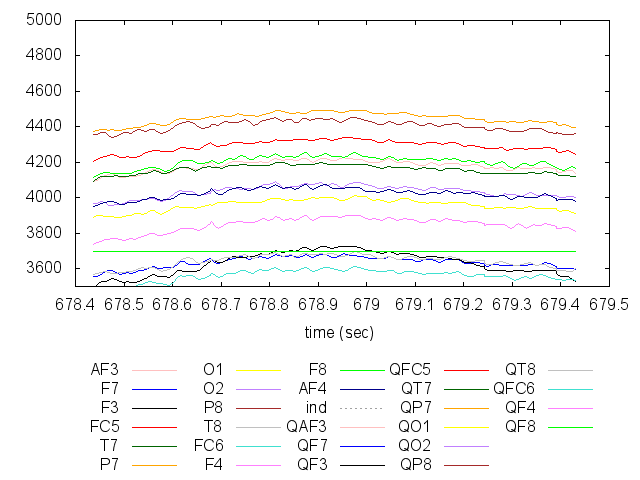 5000
4800
4600
4400
4200
4000
3800
3600
678.4 678.5 678.6 678.7 678.8 678.9 679 679.1 679.2 679.3 679.4 679.5
time (sec)
AF3 O1 F8 QFC5 QT8
F7 O2 AF4 QT7 QFC6
F3 P8 ind QP7 QF4
FC5 T8 QAF3 QO1 QF8
T7 FC6 QF7 QO2
P7 F4 QF3 QP8